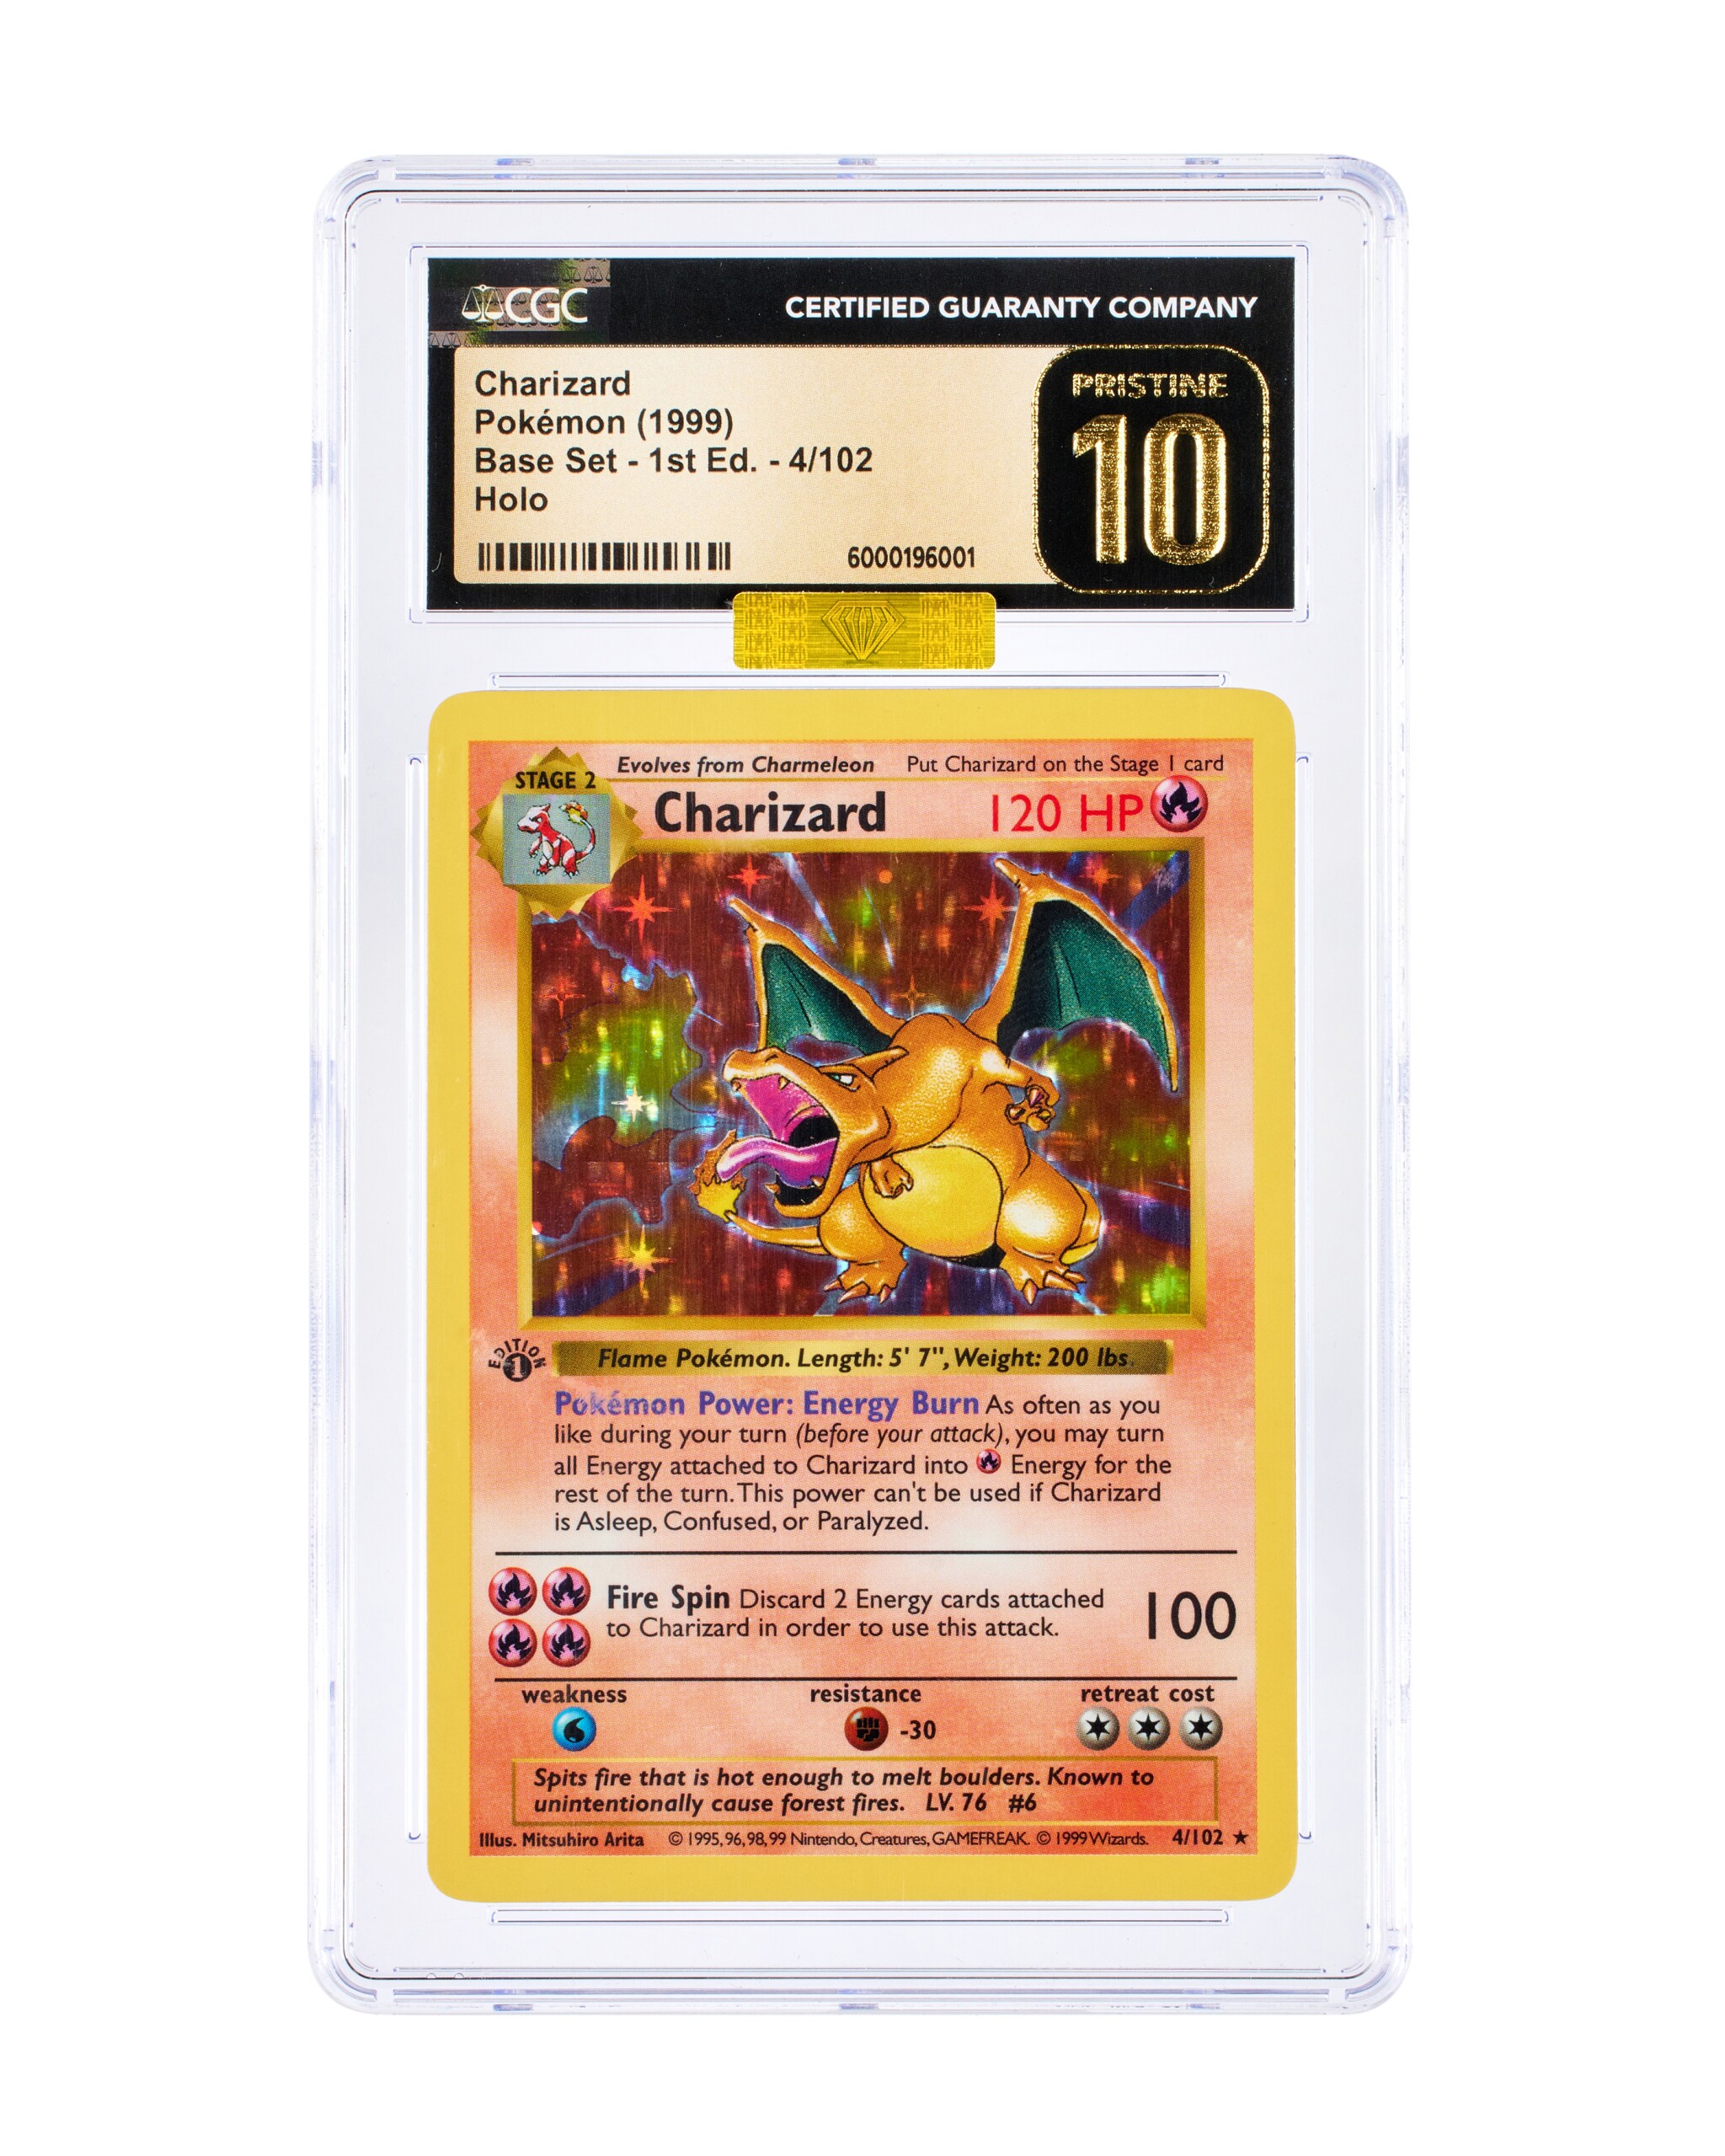 CGC
CERTIFIED GUARANTY COMPANY
Charizard
Pokémon (1999)
Base Set - 1st Ed. - 4/102
Holo
6000196001
PRISTINE
10
Evolves from Charmeleon Put Charizard on the Stage 1 card
STAGE 2
Charizard 120 HP
EDITION
1
Flame Pokémon. Length: 5' 7", Weight: 200 lbs.
Pokémon Power: Energy Burn As often as you
like during your turn (before your attack), you may turn
all Energy attached to Charizard into Energy for the
rest of the turn. This power can't be used if Charizard
is Asleep, Confused, or Paralyzed.
Fire Spin Discard 2 Energy cards attached
to Charizard in order to use this attack.
100
weakness resistance retreat cost
-30
Spits fire that is hot enough to melt boulders. Known to
unintentionally cause forest fires. LV. 76 #6
Illus. Mitsuhiro Arita © 1995, 96, 98, 99 Nintendo, Creatures, GAMEFREAK. © 1999 Wizards. 4/102 ★